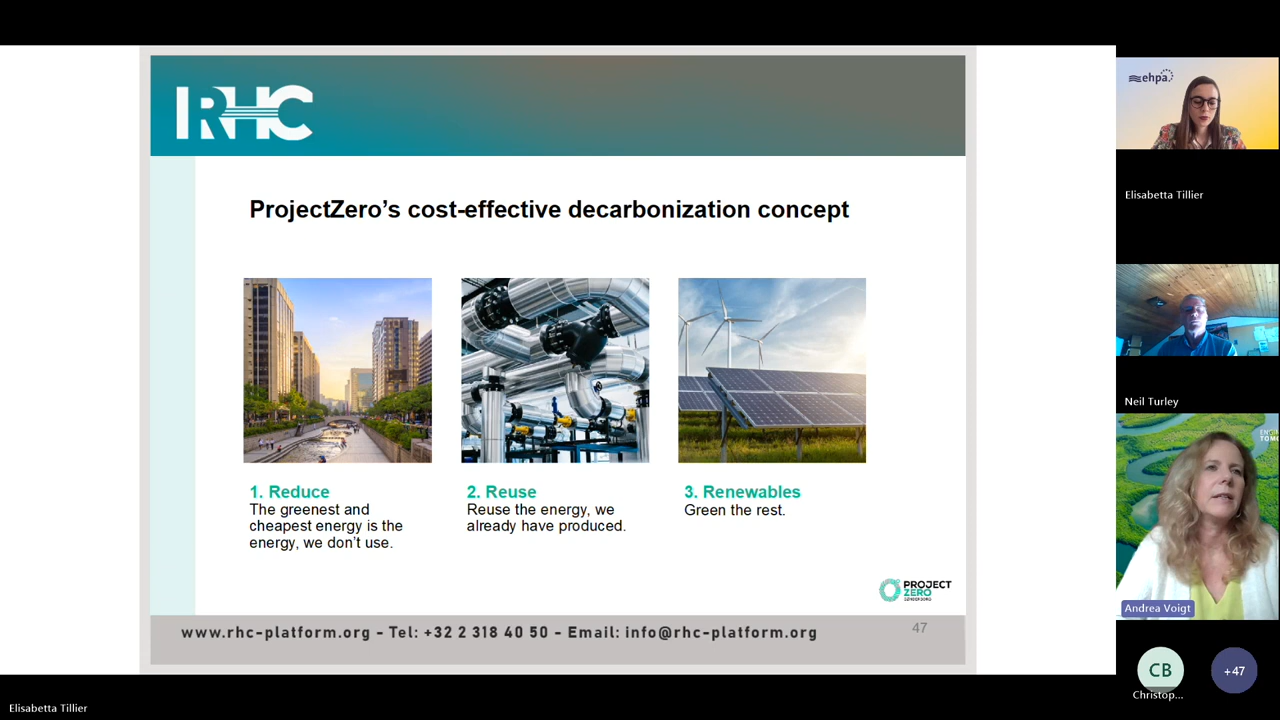 RHC
ProjectZero's cost-effective decarbonization concept
1. Reduce
The greenest and
cheapest energy is the
energy, we don't use.
2. Reuse
Reuse the energy, we
already have produced.
3. Renewables
Green the rest.
PROJECT
ZERO
www.rhc-platform.org - Tel: +32 2 318 40 50 - Email: info@rhc-platform.org
47
ehpa
Elisabetta Tillier
Neil Turley
Andrea Voigt
CB
Christop...
+47
Elisabetta Tillier